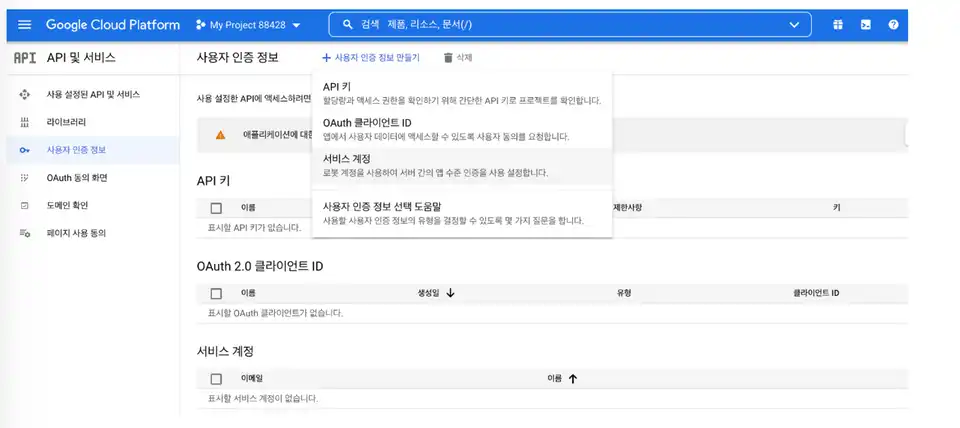 Google Cloud Platform
My Project 88428
검색 제품, 리소스, 문서(/)
API API 및 서비스
사용 설정된 API 및 서비스
라이브러리
사용자 인증 정보
OAuth 동의 화면
도메인 확인
페이지 사용 동의
사용자 인증 정보
+ 사용자 인증 정보 만들기
삭제
사용 설정한 API에 액세스하려면
애플리케이션에 대한
API 키
할당량과 액세스 권한을 확인하기 위해 간단한 API 키로 프로젝트를 확인합니다.
OAuth 클라이언트 ID
앱에서 사용자 데이터에 액세스할 수 있도록 사용자 동의를 요청합니다.
서비스 계정
로봇 계정을 사용하여 서버 간의 앱 수준 인증을 사용 설정합니다.
사용자 인증 정보 선택 도움말
사용할 사용자 인증 정보의 유형을 결정할 수 있도록 몇 가지 질문을 합니다.
API 키
이름 제한사항 키
표시할 API 키가 없습니다.
OAuth 2.0 클라이언트 ID
이름 생성일 유형 클라이언트 ID
표시할 OAuth 클라이언트가 없습니다.
서비스 계정
이메일 이름
표시할 서비스 계정이 없습니다.